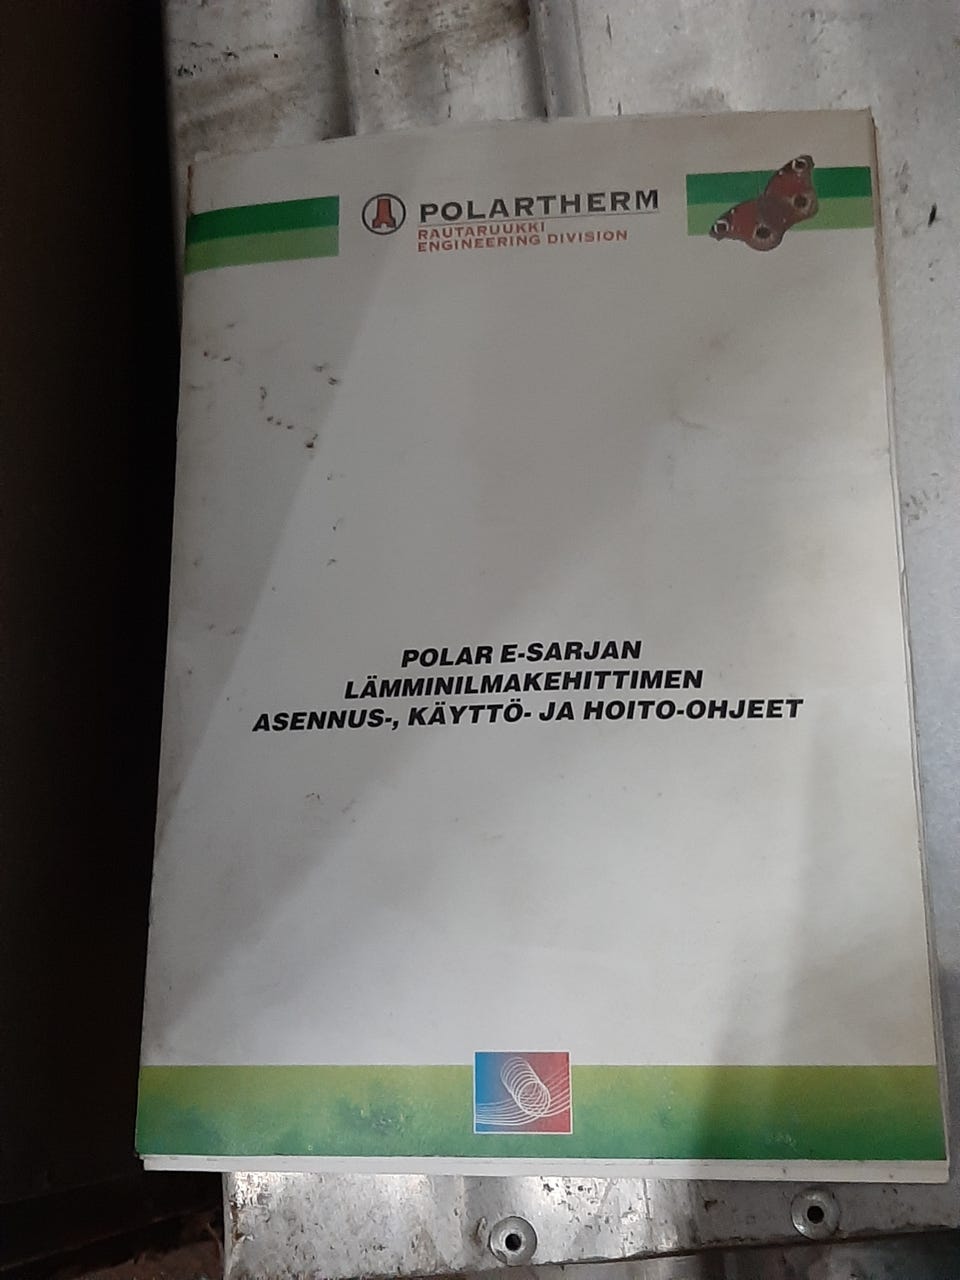 POLARTHERM
RAUTARUUKKI
ENGINEERING DIVISION
POLAR E-SARJAN
LÄMMINILMAKEHITTIMEN
ASENNUS-, KÄYTTÖ- JA HOITO-OHJEET